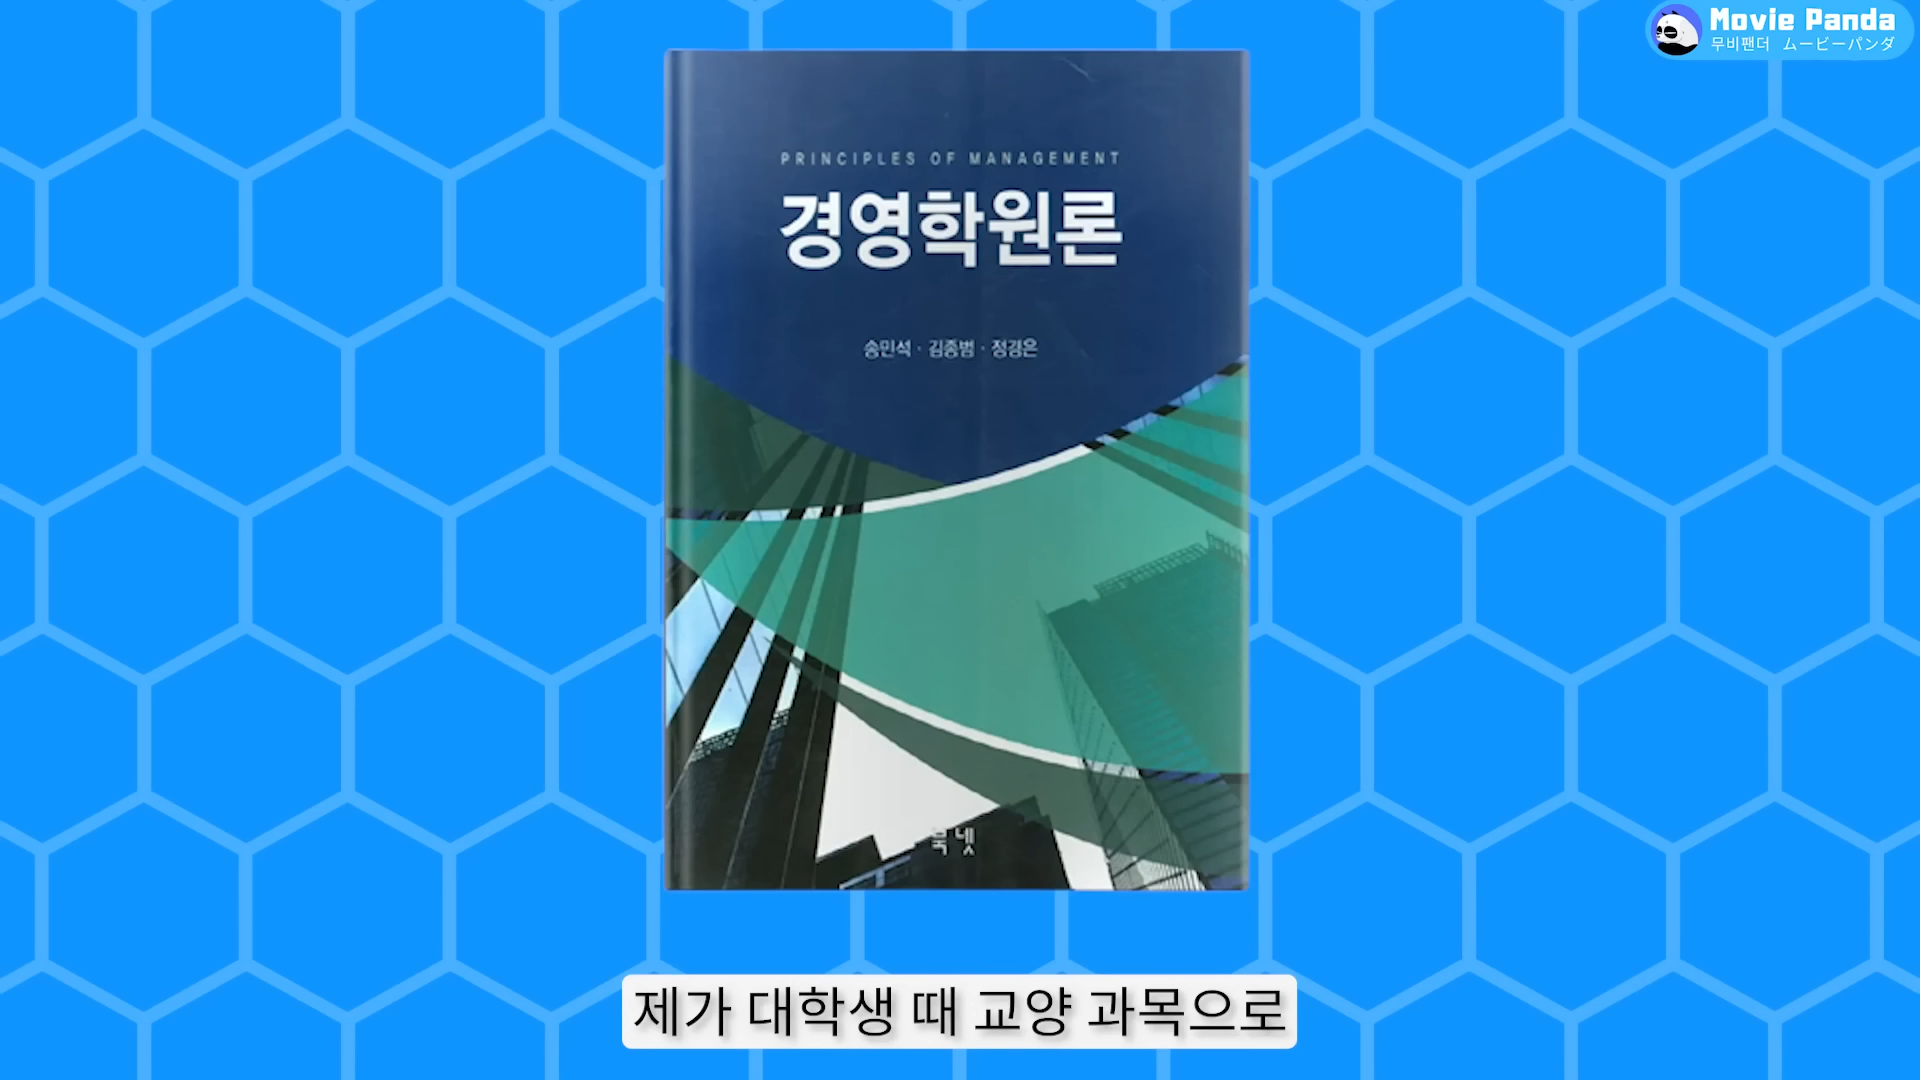 Movie Panda
무비팬더 ムービーパンダ
PRINCIPLES OF MANAGEMENT
경영학원론
송민석 · 김종범 · 정경은
북넷
제가 대학생 때 교양 과목으로